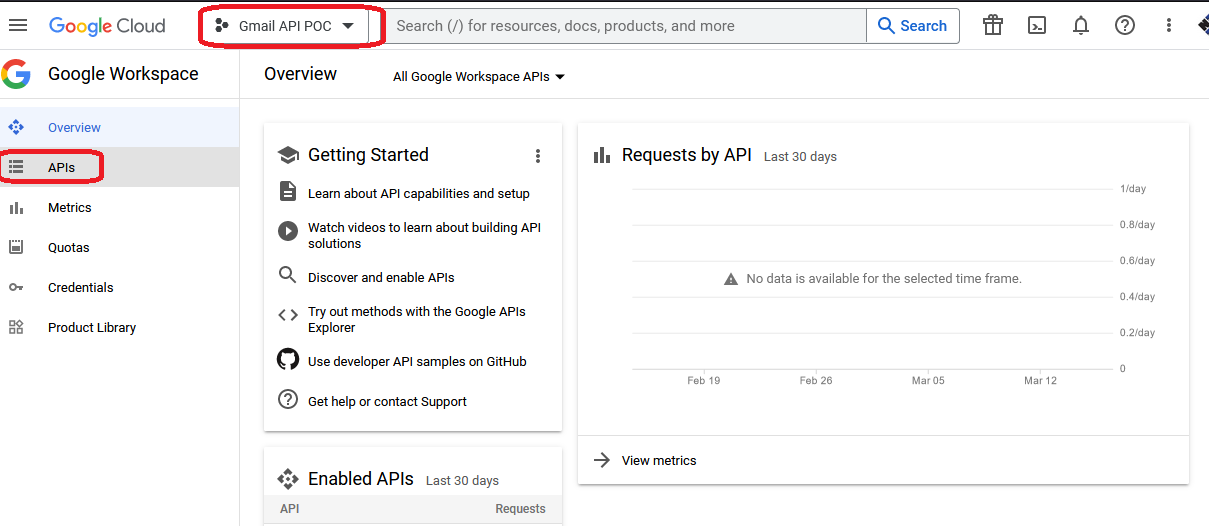 Google Cloud
Gmail API POC
Search (/) for resources, docs, products, and more
Search
Google Workspace
Overview
All Google Workspace APIs
Overview
APIs
Metrics
Quotas
Credentials
Product Library
Getting Started
Learn about API capabilities and setup
Watch videos to learn about building API
solutions
Discover and enable APIs
Try out methods with the Google APIs
Explorer
Use developer API samples on GitHub
Get help or contact Support
Enabled APIs Last 30 days
API Requests
Requests by API Last 30 days
1/day
0.8/day
0.6/day
No data is available for the selected time frame.
0.4/day
0.2/day
0
Feb 19 Feb 26 Mar 05 Mar 12
View metrics